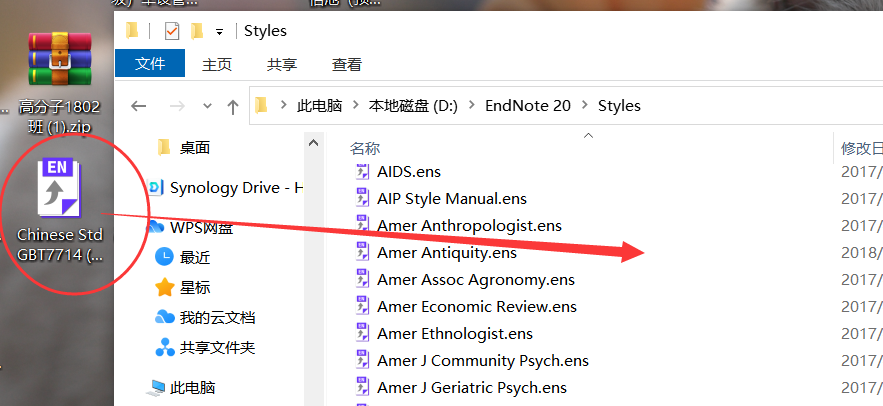 Styles
文件
主页
共享
查看
此电脑
本地磁盘 (D:)
EndNote 20
Styles
高分子1802
班 (1).zip
EN
Chinese Std
GBT7714 (...
桌面
Synology Drive - H
WPS网盘
最近
星标
我的云文档
共享文件夹
此电脑
名称
修改日
AIDS.ens
2017/
AIP Style Manual.ens
2017/
Amer Anthropologist.ens
2017/
Amer Antiquity.ens
2018/
Amer Assoc Agronomy.ens
2017/
Amer Economic Review.ens
2017/
Amer Ethnologist.ens
2017/
Amer J Community Psych.ens
2017/
Amer J Geriatric Psych.ens
2017/